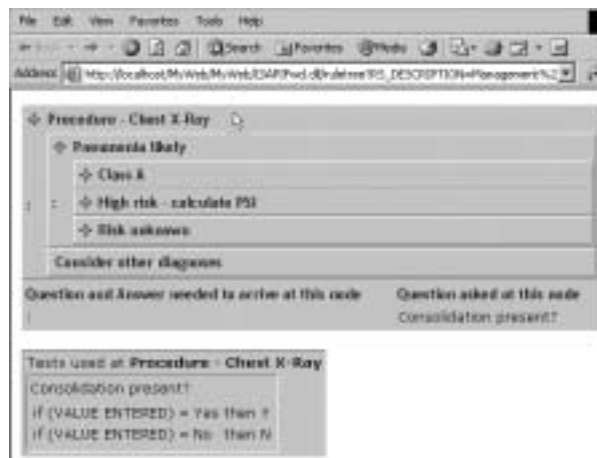 File Edit View Favorites Tools Help
Search Favorites Media
Address
Procedure - Chest X-Ray
Pneumonia likely
Class A
High risk - calculate PSI
Risk unknown
Consider other diagnoses
Question and Answer needed to arrive at this node Question asked at this node
: Consolidation present?
Tests used at Procedure - Chest X-Ray
Consolidation present?
if (VALUE ENTERED) = Yes then Y
if (VALUE ENTERED) = No then N